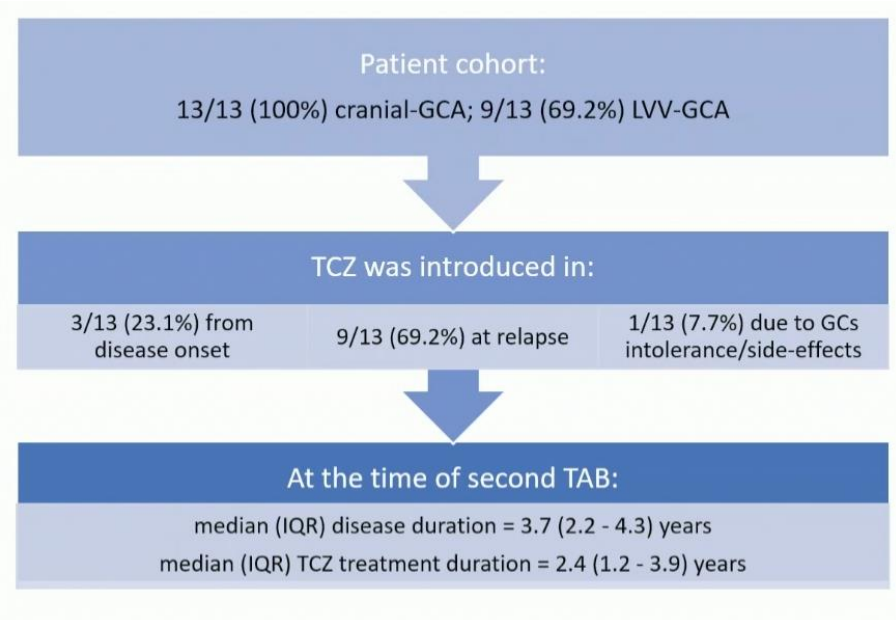 Patient cohort:
13/13 (100%) cranial-GCA; 9/13 (69.2%) LVV-GCA
TCZ was introduced in:
3/13 (23.1%) from
disease onset
9/13 (69.2%) at relapse
1/13 (7.7%) due to GCs
intolerance/side-effects
At the time of second TAB:
median (IQR) disease duration = 3.7 (2.2 - 4.3) years
median (IQR) TCZ treatment duration = 2.4 (1.2 - 3.9) years